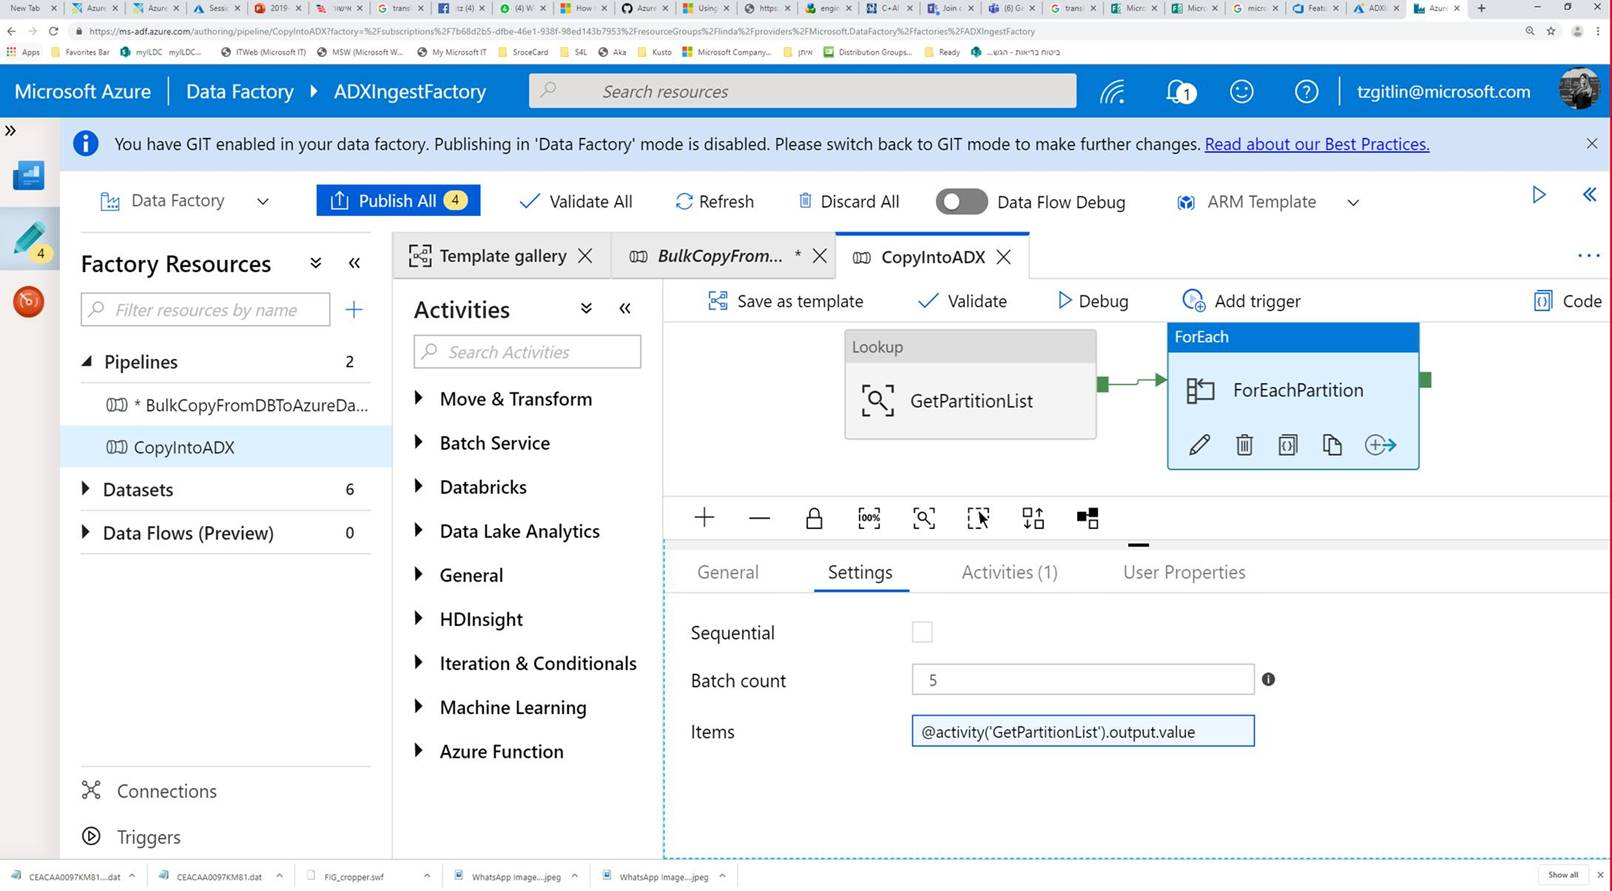 New Tab
Azure
Azure
Sessi
2019-
אישור
transl
tz (4)
(4) W
How
Azure
Using
https:
engin
C+AI
Join c
(6) G
transl
Micro
Micro
micro
Featu
ADXI
Azure
https://ms-adf.azure.com/authoring/pipeline/CopyIntoADX?factory=%2Fsubscriptions%2F7b68d2b5-dfbe-46e1-938f-98ed143b7953%2FresourceGroups%2Flinda%2Fproviders%2FMicrosoft.DataFactory%2Ffactories%2FADXIngestFactory
Apps
Favorites Bar
myILDC myILDC...
ITWeb (Microsoft IT)
MSW (Microsoft W...
My Microsoft IT
SroceCard
S4L
Aka
Kusto
Microsoft Company...
איתן
Distribution Groups...
Ready
ביטוח בריאות - הגש...
Microsoft Azure
Data Factory
ADXIngestFactory
Search resources
1
tzgitlin@microsoft.com
You have GIT enabled in your data factory. Publishing in 'Data Factory' mode is disabled. Please switch back to GIT mode to make further changes. Read about our Best Practices.
Data Factory
Publish All 4
Validate All
Refresh
Discard All
Data Flow Debug
ARM Template
4
Factory Resources
Filter resources by name
Pipelines 2
* BulkCopyFromDBToAzureDa...
CopyIntoADX
Datasets 6
Data Flows (Preview) 0
Connections
Triggers
Template gallery
BulkCopyFrom... *
CopyIntoADX
Activities
Search Activities
Move & Transform
Batch Service
Databricks
Data Lake Analytics
General
HDInsight
Iteration & Conditionals
Machine Learning
Azure Function
Save as template
Validate
Debug
Add trigger
Code
Lookup
GetPartitionList
ForEach
ForEachPartition
100%
General
Settings
Activities (1)
User Properties
Sequential
Batch count
5
Items
@activity('GetPartitionList').output.value
CEACAA0097KM81....dat
CEACAA0097KM81.dat
FIG_cropper.swf
WhatsApp Image....jpeg
WhatsApp Image....jpeg
Show all